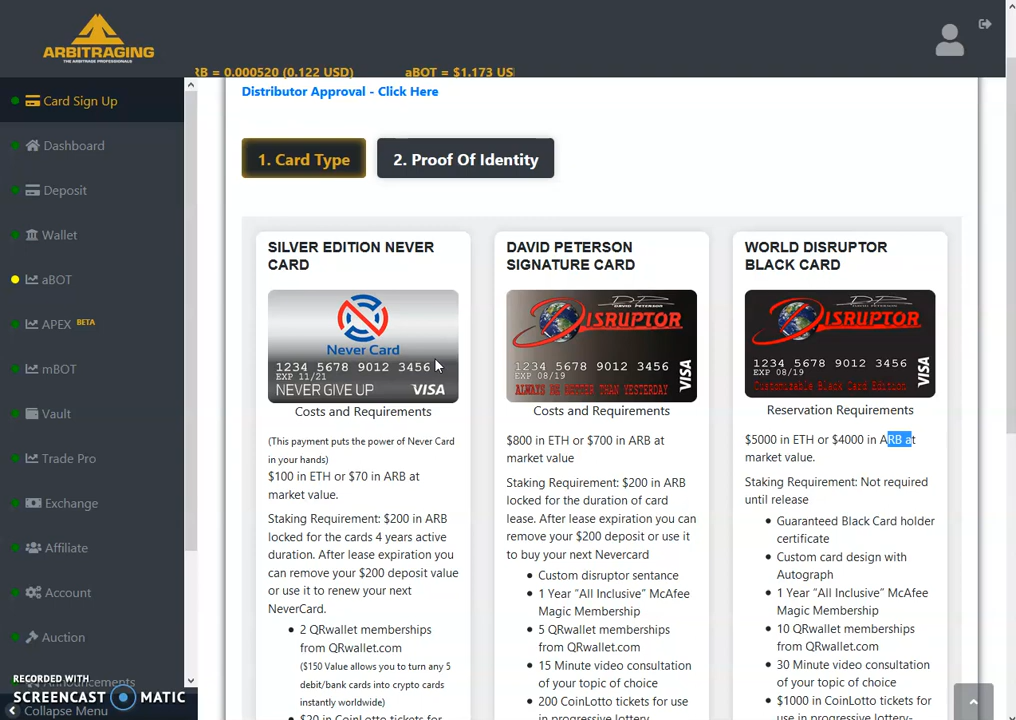 ARBITRAGING
THE ARBITRAGE PROFESSIONALS
RB = 0.000520 (0.122 USD)
aBOT = $1.173 US
Card Sign Up
Dashboard
Deposit
Wallet
aBOT
APEX BETA
mBOT
Vault
Trade Pro
Exchange
Affiliate
Account
Auction
Announcements
Collapse Menu
RECORDED WITH
SCREENCAST MATIC
Distributor Approval - Click Here
1. Card Type
2. Proof Of Identity
SILVER EDITION NEVER
CARD
Never Card
1234 5678 9012 3456
EXP 11/21
NEVER GIVE UP
VISA
Costs and Requirements
(This payment puts the power of Never Card
in your hands)
$100 in ETH or $70 in ARB at
market value.
Staking Requirement: $200 in ARB
locked for the cards 4 years active
duration. After lease expiration you
can remove your $200 deposit value
or use it to renew your next
NeverCard.
• 2 QRwallet memberships
from QRwallet.com
($150 Value allows you to turn any 5
debit/bank cards into crypto cards
instantly worldwide)
• $20 in CoinLotto tickets for
DAVID PETERSON
SIGNATURE CARD
DISRUPTOR
1234 5678 9012 3456
EXP 08/19
ALWAYS BE BETTER THAN YESTERDAY
VISA
Costs and Requirements
$800 in ETH or $700 in ARB at
market value
Staking Requirement: $200 in ARB
locked for the duration of card
lease. After lease expiration you can
remove your $200 deposit or use it
to buy your next Nevercard
• Custom disruptor sentance
• 1 Year "All Inclusive" McAfee
Magic Membership
• 5 QRwallet memberships
from QRwallet.com
• 15 Minute video consultation
of your topic of choice
• 200 CoinLotto tickets for use
in progressive lottery
WORLD DISRUPTOR
BLACK CARD
DISRUPTOR
1234 5678 9012 3456
EXP 08/19
Customizable Black Card Edition
VISA
Reservation Requirements
$5000 in ETH or $4000 in ARB at
market value.
Staking Requirement: Not required
until release
• Guaranteed Black Card holder
certificate
• Custom card design with
Autograph
• 1 Year "All Inclusive" McAfee
Magic Membership
• 10 QRwallet memberships
from QRwallet.com
• 30 Minute video consultation
of your topic of choice
• $1000 in CoinLotto tickets for
use in progressive lottery-